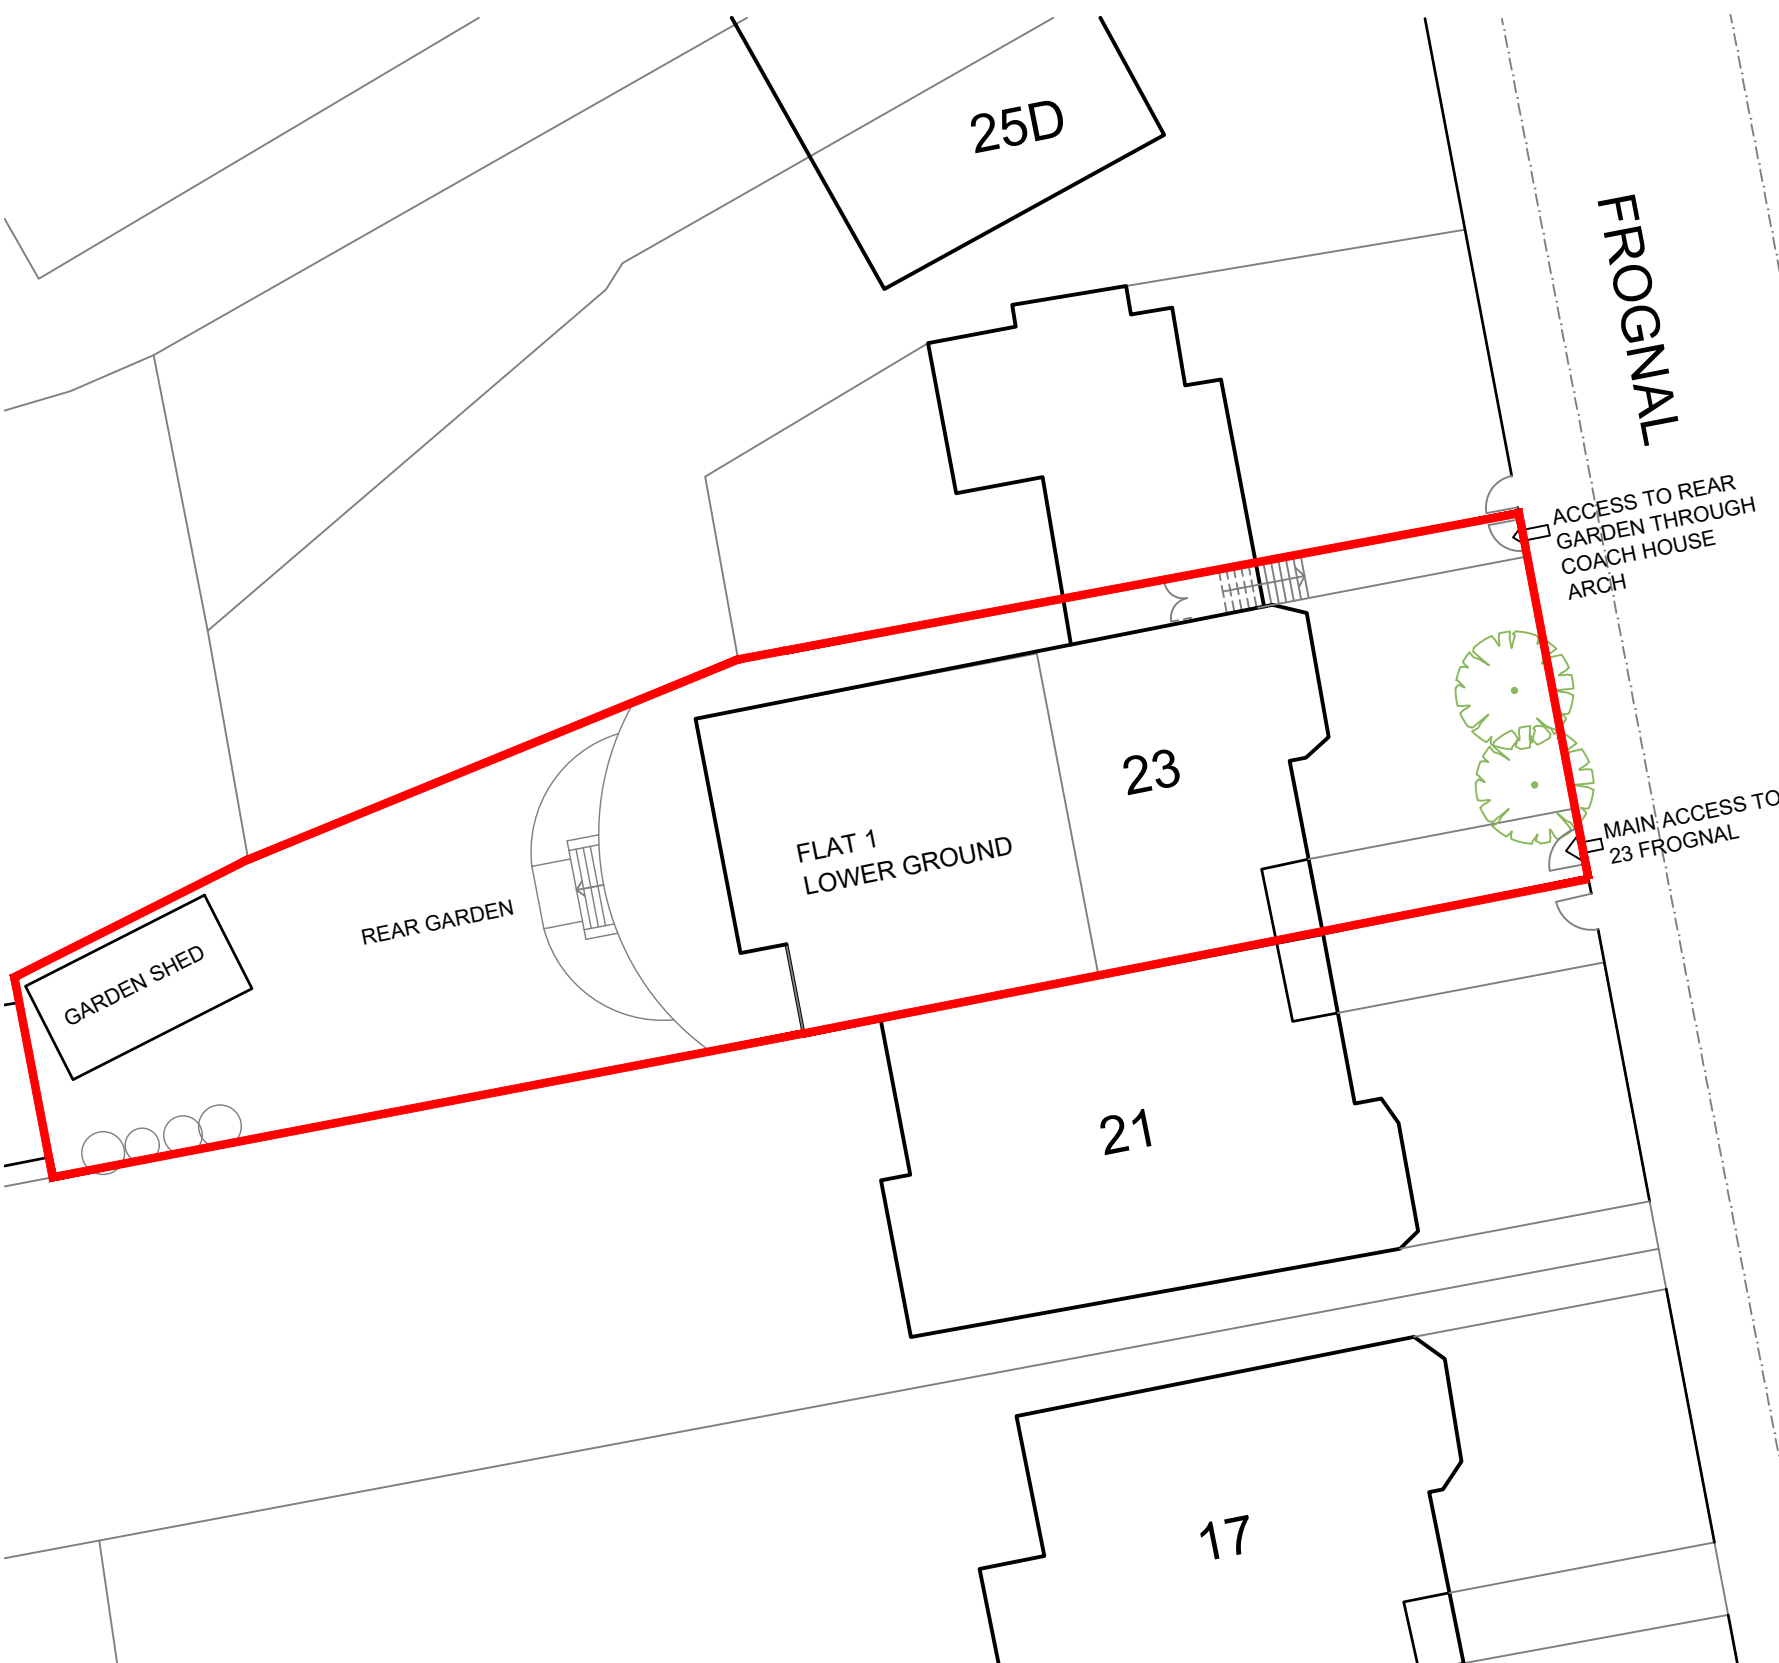 25D
FROGNAL
ACCESS TO REAR
GARDEN THROUGH
COACH HOUSE
ARCH
23
MAIN ACCESS TO
23 FROGNAL
FLAT 1
LOWER GROUND
REAR GARDEN
GARDEN SHED
21
17